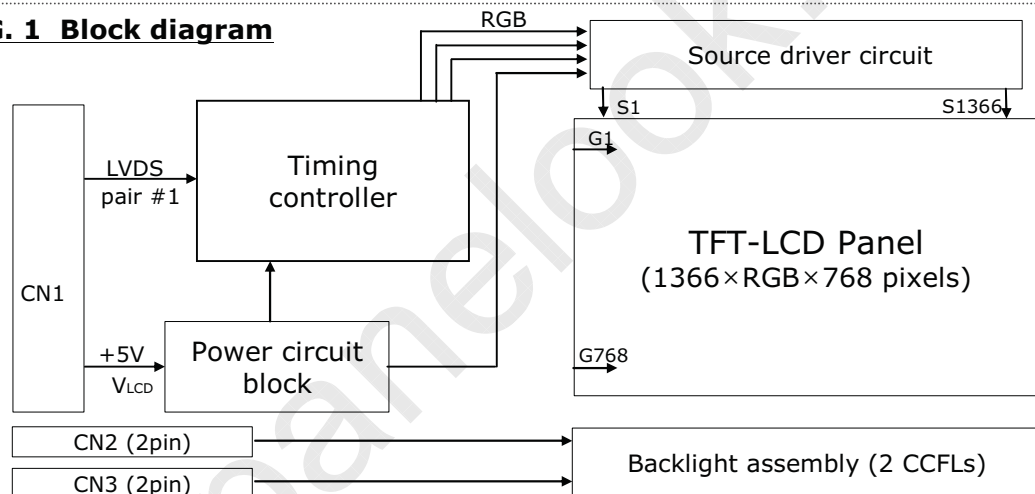 G. 1 Block diagram
RGB
Source driver circuit
S1
S1366
G1
LVDS
pair #1
Timing
controller
TFT-LCD Panel
(1366×RGB×768 pixels)
CN1
+5V
VLCD
Power circuit
block
G768
CN2 (2pin)
CN3 (2pin)
Backlight assembly (2 CCFLs)
panelook.